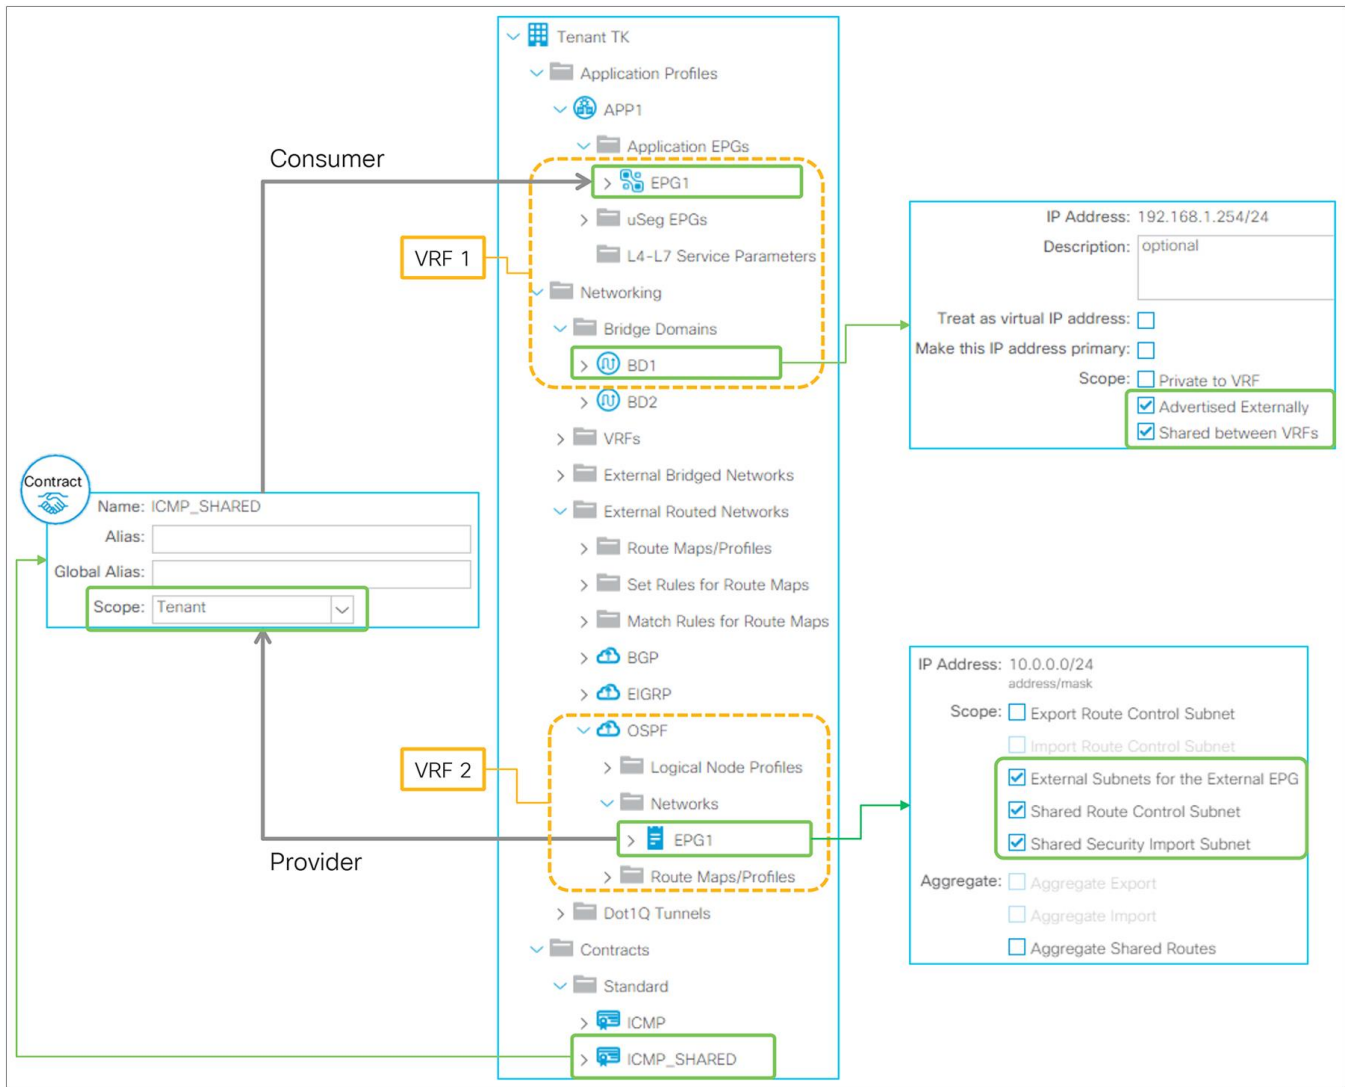 Tenant TK
Application Profiles
APP1
Application EPGs
EPG1
uSeg EPGs
L4-L7 Service Parameters
Networking
Bridge Domains
BD1
BD2
VRFs
External Bridged Networks
External Routed Networks
Route Maps/Profiles
Set Rules for Route Maps
Match Rules for Route Maps
BGP
EIGRP
OSPF
Logical Node Profiles
Networks
EPG1
Route Maps/Profiles
Dot1Q Tunnels
Contracts
Standard
ICMP
ICMP_SHARED
Consumer
VRF 1
Contract
Name: ICMP_SHARED
Alias:
Global Alias:
Scope: Tenant
VRF 2
Provider
IP Address: 192.168.1.254/24
Description: optional
Treat as virtual IP address:
Make this IP address primary:
Scope: Private to VRF
Advertised Externally
Shared between VRFs
IP Address: 10.0.0.0/24
address/mask
Scope: Export Route Control Subnet
Import Route Control Subnet
External Subnets for the External EPG
Shared Route Control Subnet
Shared Security Import Subnet
Aggregate: Aggregate Export
Aggregate Import
Aggregate Shared Routes